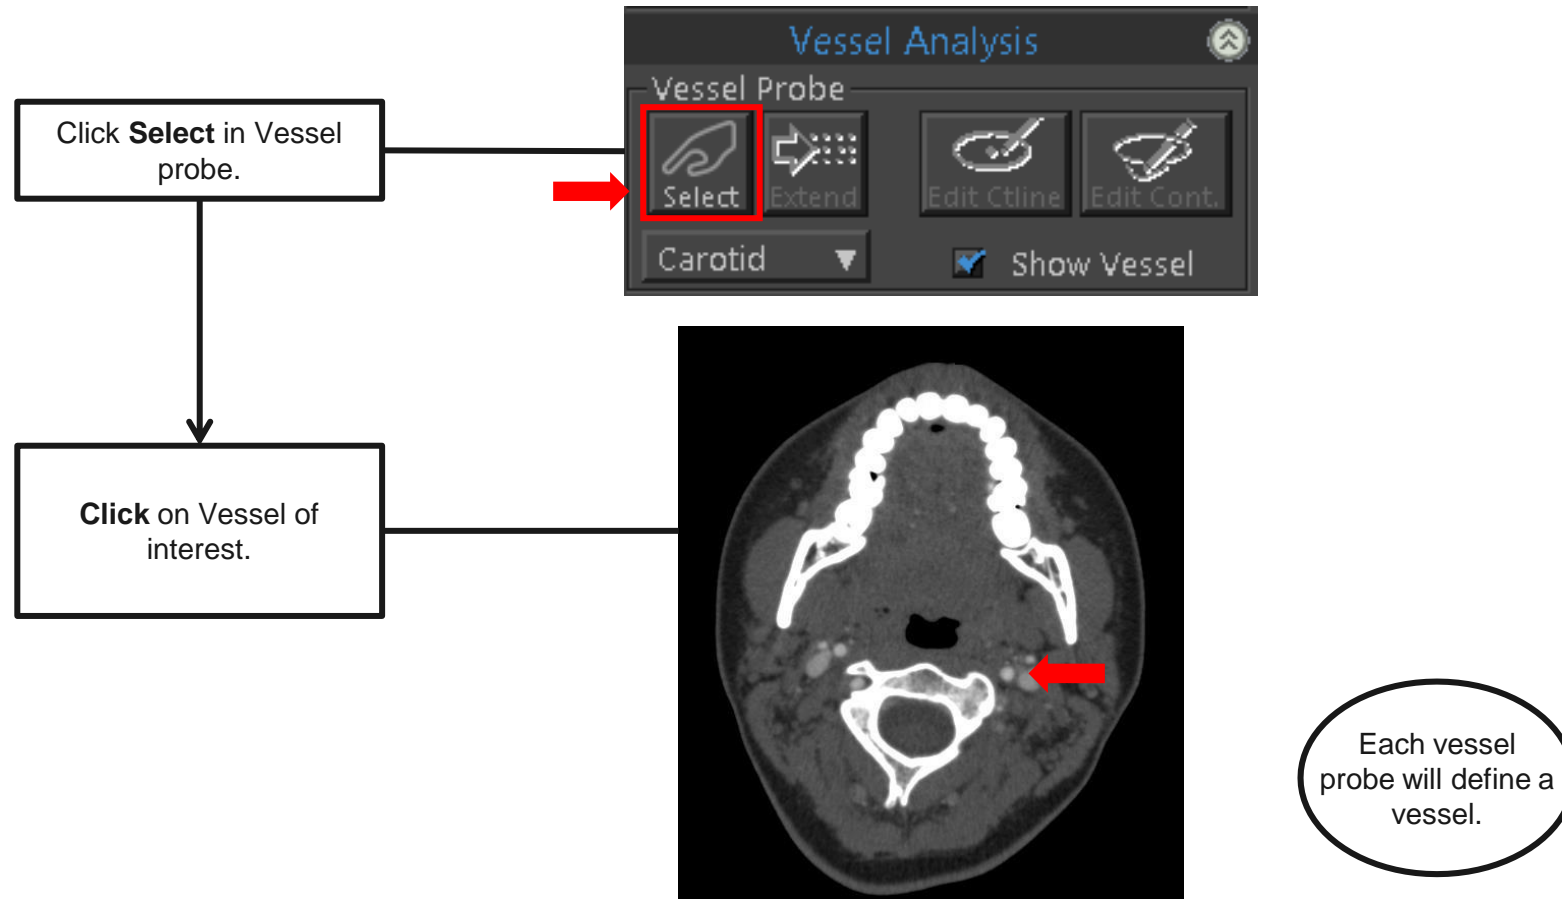 Vessel Analysis
Vessel Probe
Select
Extend
Edit Ctline
Edit Cont.
Carotid
Show Vessel
Click Select in Vessel
probe.
Click on Vessel of
interest.
Each vessel
probe will define a
vessel.